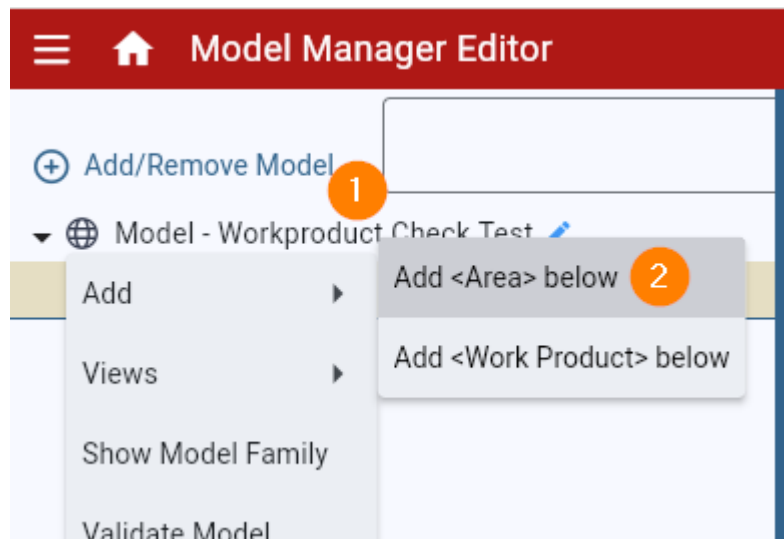 Model Manager Editor
Add/Remove Model
1
Model - Workproduct Check Test
Add
Add <Area> below
2
Views
Add <Work Product> below
Show Model Family
Validate Model